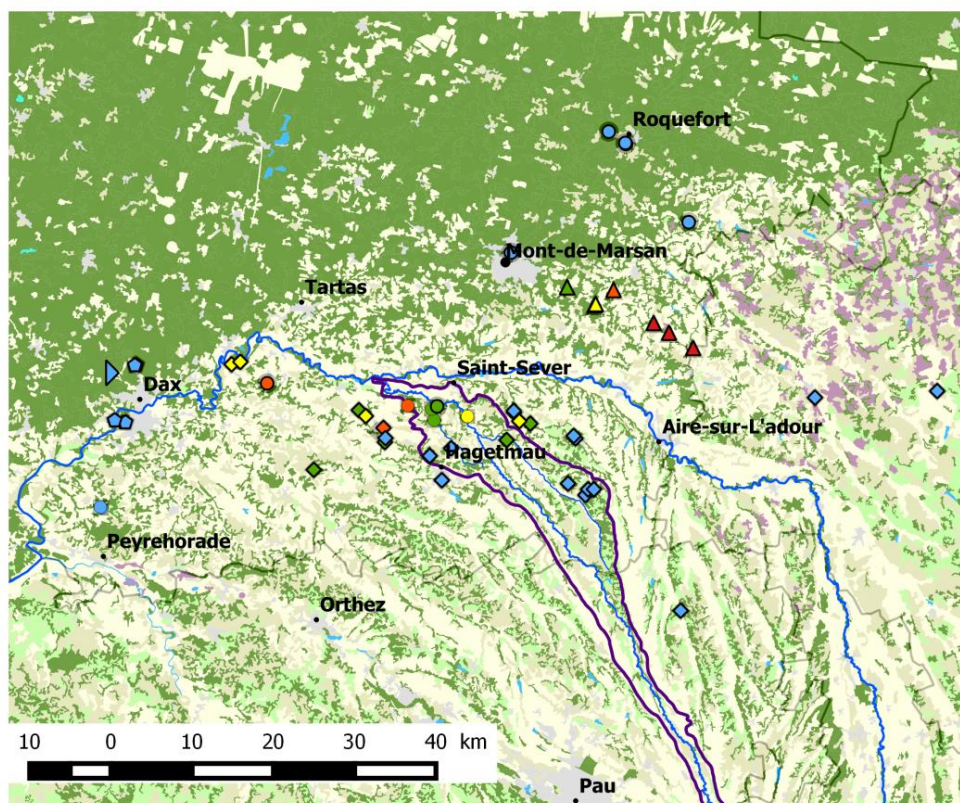 Roquefort
Mont-de-Marsan
Tartas
Saint-Sever
Dax
Aire-sur-L'adour
Hagetmau
Peyrehorade
Orthez
10 0 10 20 30 40 km
Pau